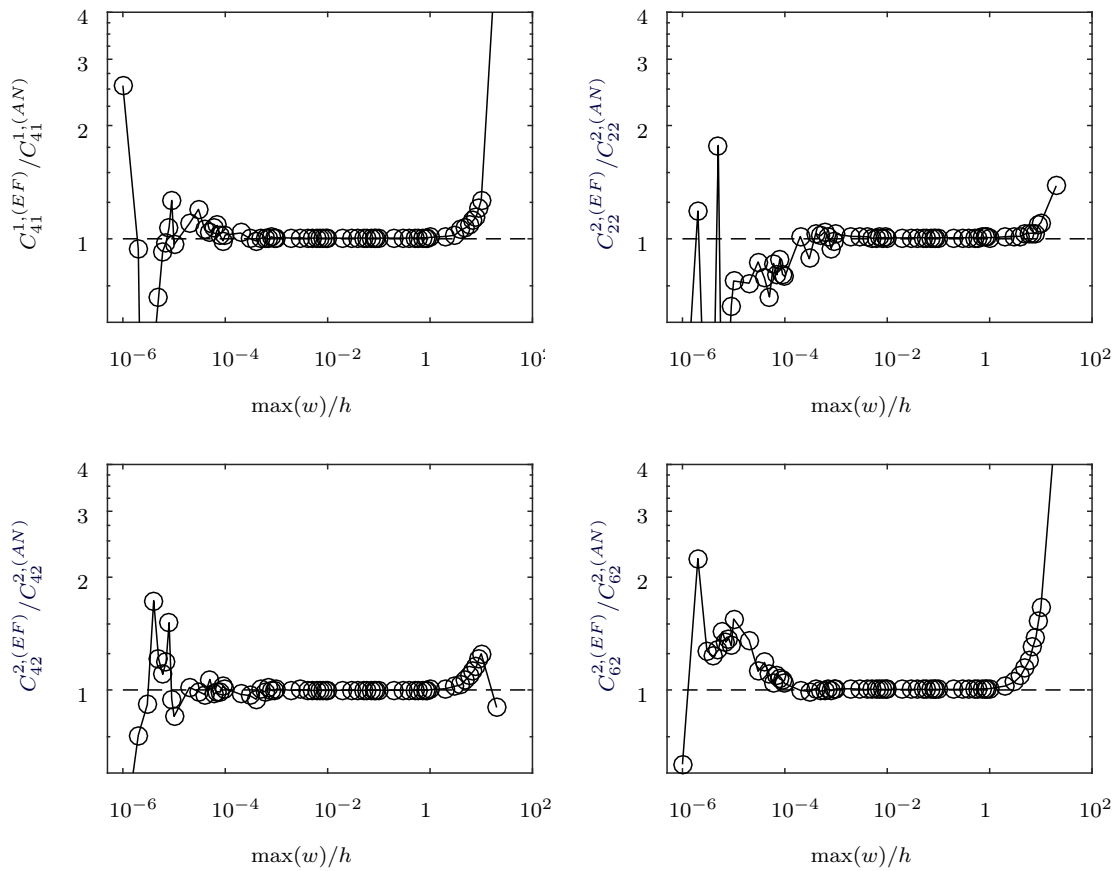 4
3
2
1
C_{41}^{1,(EF)}/C_{41}^{1,(AN)}
10^{-6} 10^{-4} 10^{-2} 1
max(w)/h
4
3
2
1
C_{22}^{2,(EF)}/C_{22}^{2,(AN)}
10^{-6} 10^{-4} 10^{-2} 1 10^{2}
max(w)/h
4
3
2
1
C_{42}^{2,(EF)}/C_{42}^{2,(AN)}
10^{-6} 10^{-4} 10^{-2} 1 10^{2}
max(w)/h
4
3
2
1
C_{62}^{2,(EF)}/C_{62}^{2,(AN)}
10^{-6} 10^{-4} 10^{-2} 1 10^{2}
max(w)/h